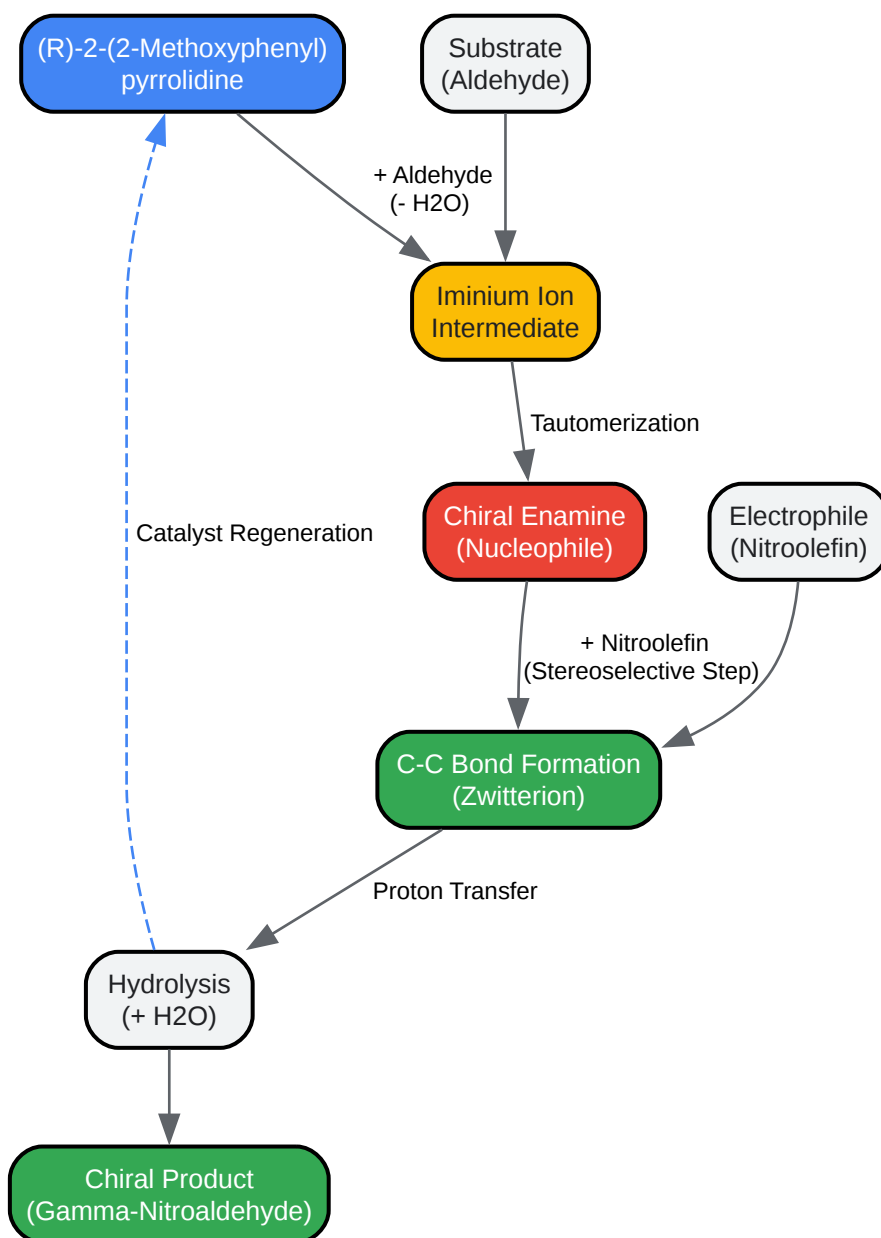 (R)-2-(2-Methoxyphenyl)
pyrrolidine
Substrate
(Aldehyde)
+ Aldehyde
(- H2O)
Iminium Ion
Intermediate
Tautomerization
Chiral Enamine
(Nucleophile)
Electrophile
(Nitroolefin)
Catalyst Regeneration
+ Nitroolefin
(Stereoselective Step)
C-C Bond Formation
(Zwitterion)
Proton Transfer
Hydrolysis
(+ H2O)
Chiral Product
(Gamma-Nitroaldehyde)